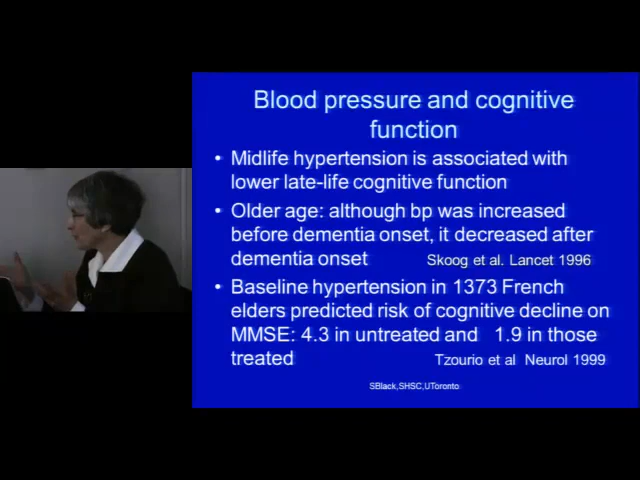 Blood pressure and cognitive
function
• Midlife hypertension is associated with
lower late-life cognitive function
• Older age: although bp was increased
before dementia onset, it decreased after
dementia onset Skoog et al. Lancet 1996
• Baseline hypertension in 1373 French
elders predicted risk of cognitive decline on
MMSE: 4.3 in untreated and 1.9 in those
treated Tzourio et al Neurol 1999
SBlack,SHSC,UToronto